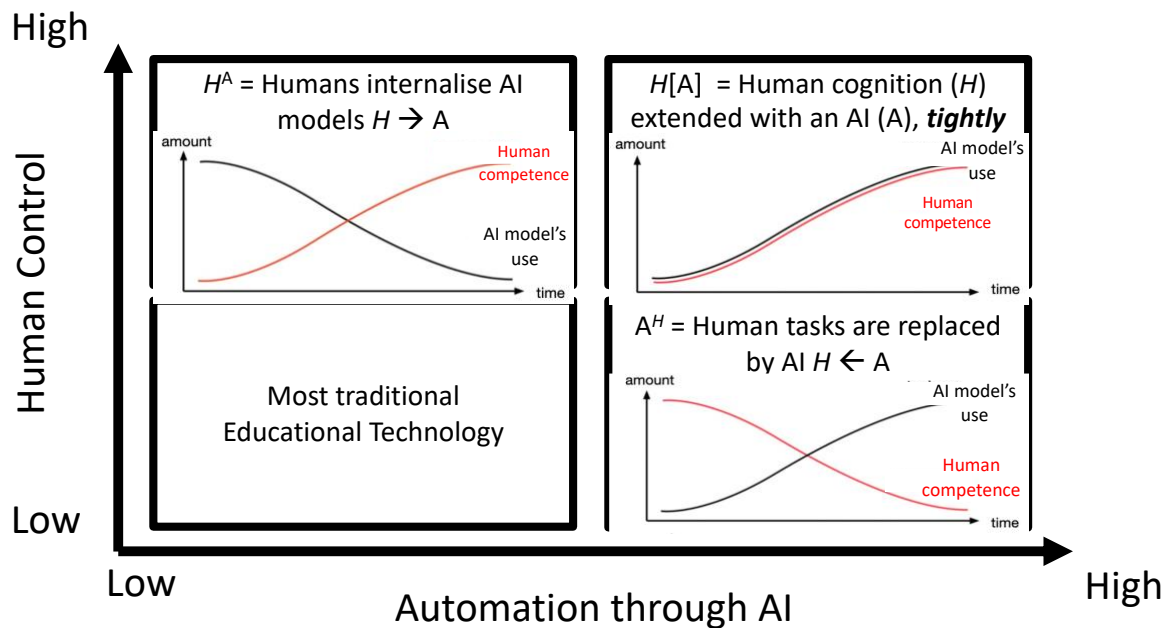 High
Human Control
Low
Hᴬ = Humans internalise AI
models H → A
amount
Human
competence
AI model's
use
time
H[A] = Human cognition (H)
extended with an AI (A), tightly
amount
AI model's
use
Human
competence
time
Most traditional
Educational Technology
Aᴴ = Human tasks are replaced
by AI H ← A
amount
AI model's
use
Human
competence
time
Low
High
Automation through AI